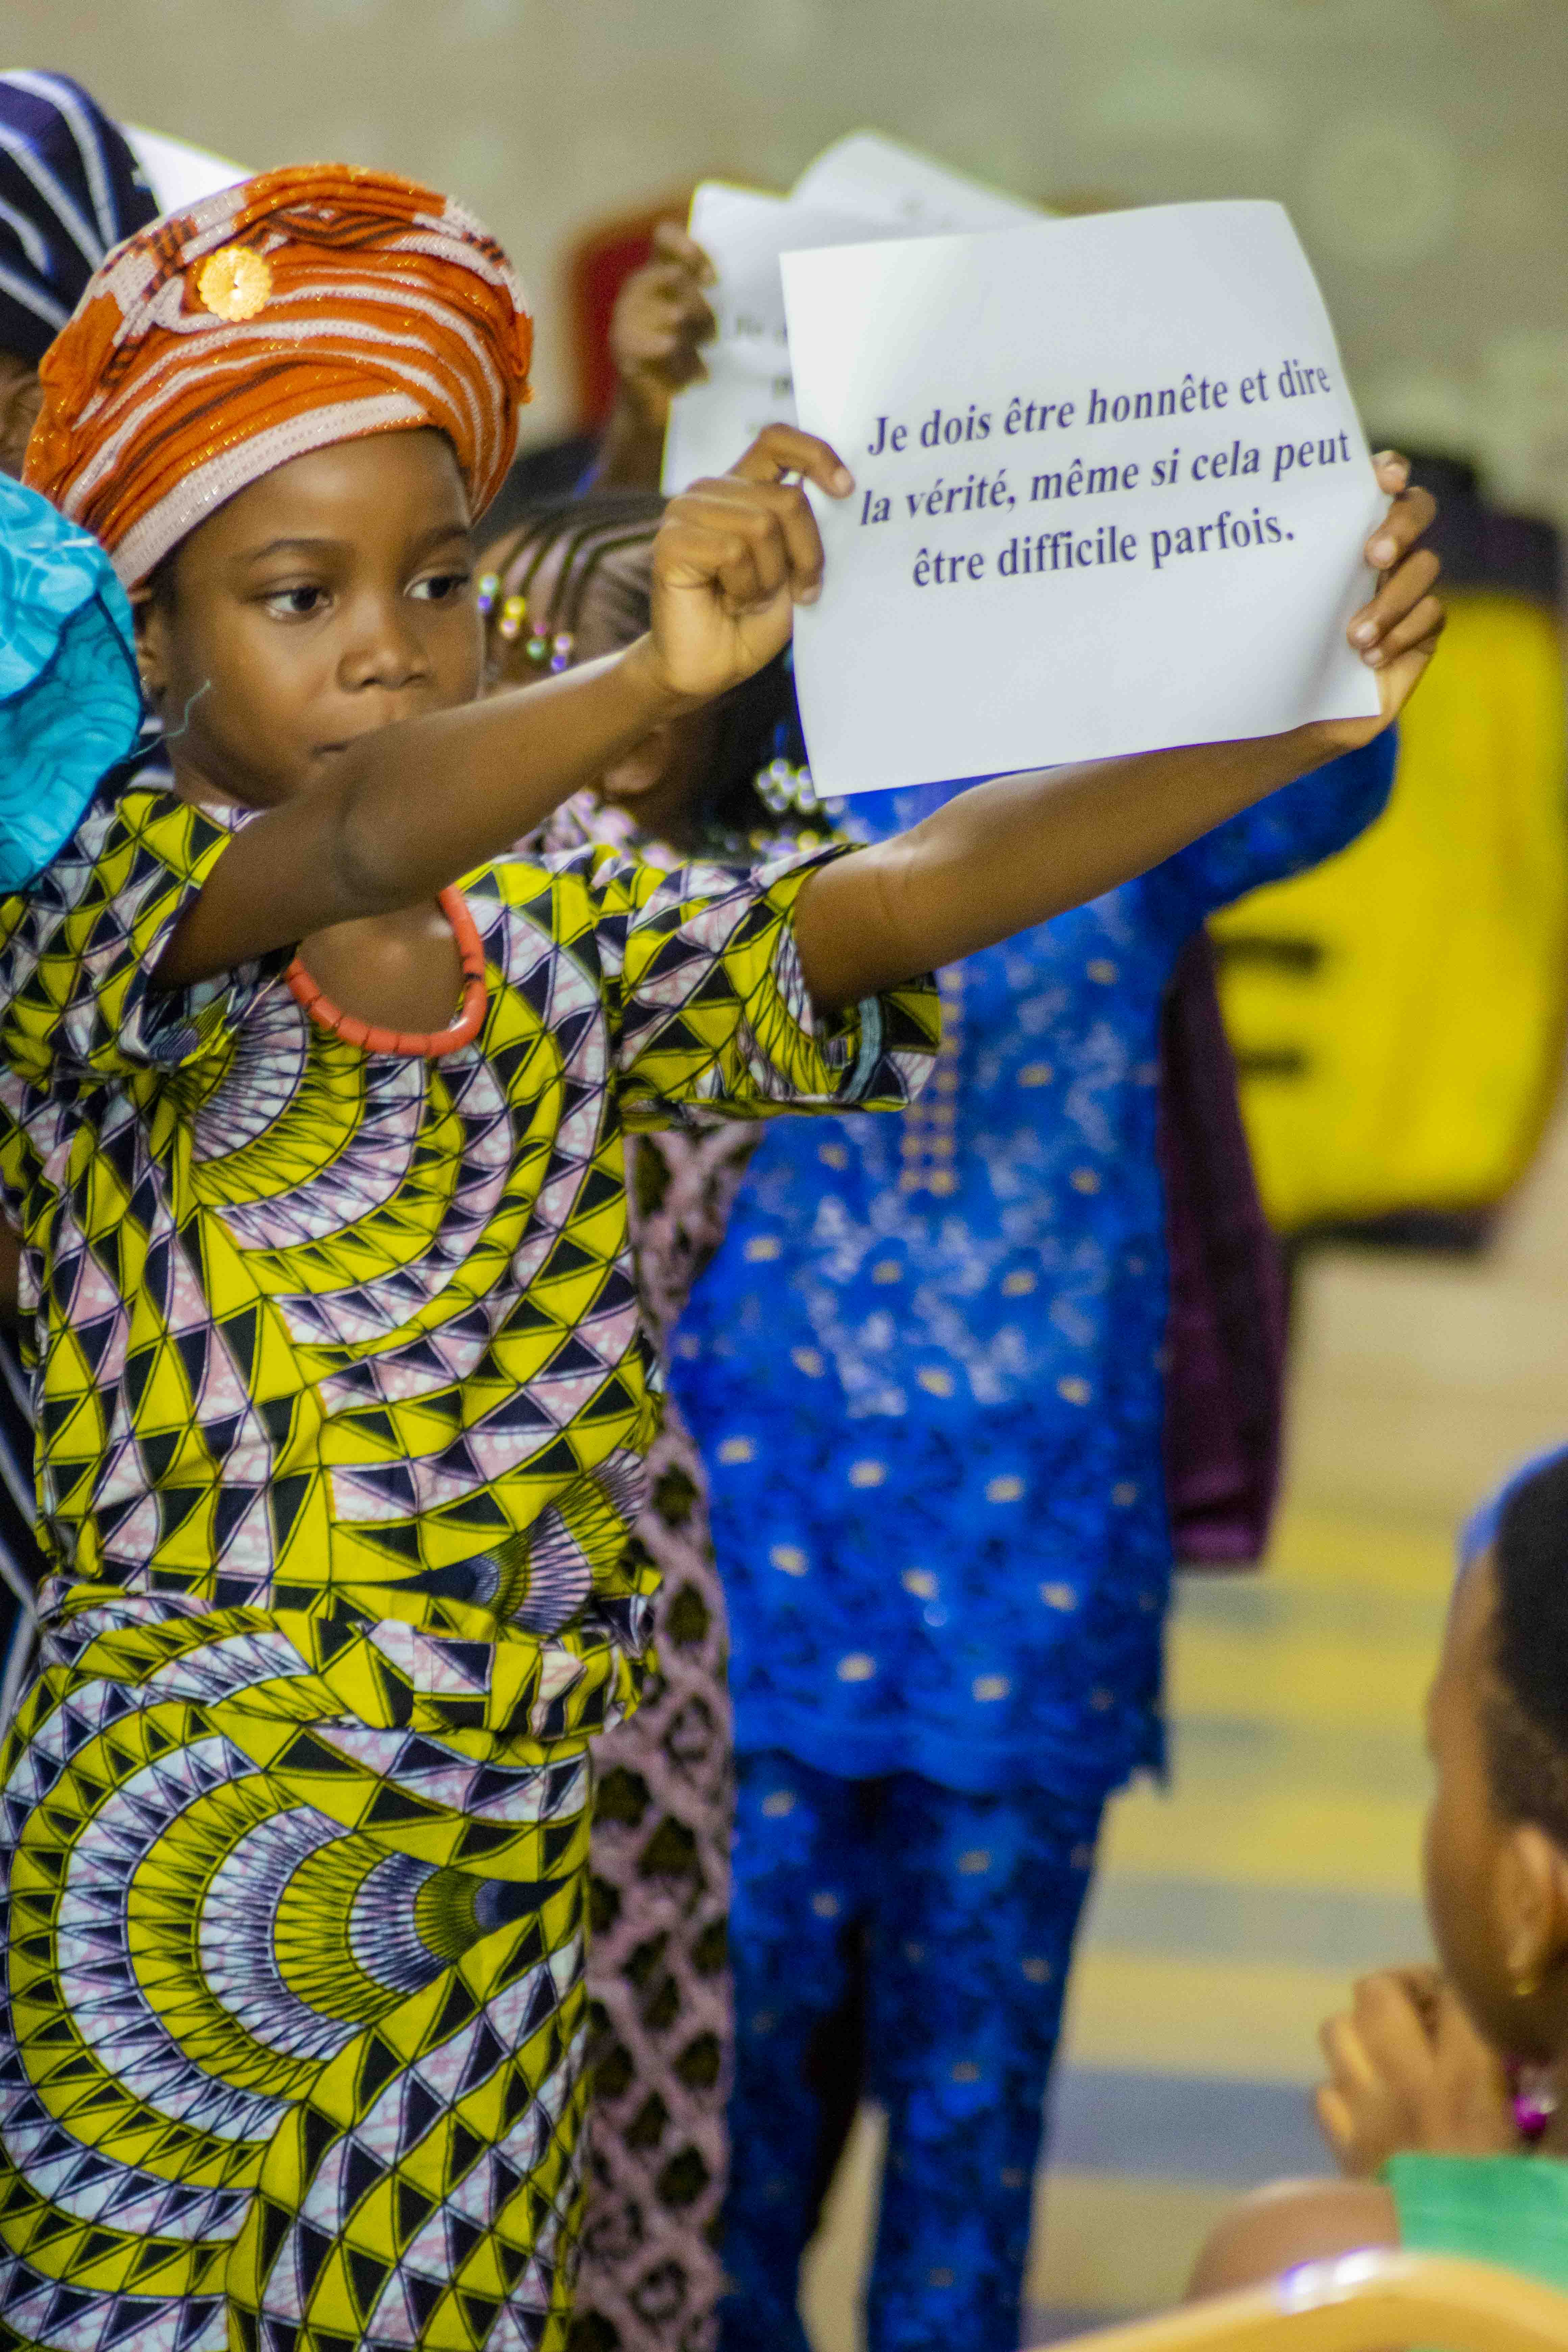 Je dois être honnête et dire
la vérité, même si cela peut
être difficile parfois.